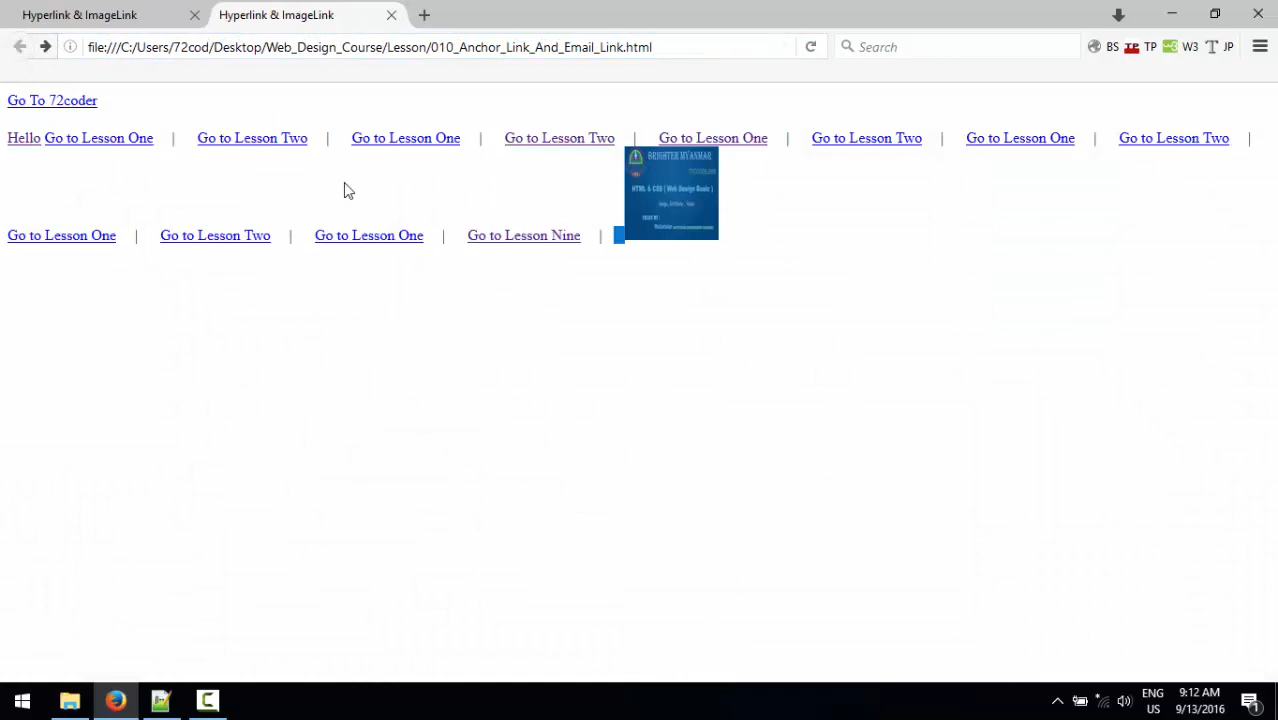 Hyperlink & ImageLink
Hyperlink & ImageLink
file:///C:/Users/72cod/Desktop/Web_Design_Course/Lesson/010_Anchor_Link_And_Email_Link.html
Search
BS TP TP W3 JP
Go To 72coder
Hello Go to Lesson One | Go to Lesson Two | Go to Lesson One | Go to Lesson Two | Go to Lesson One | Go to Lesson Two | Go to Lesson One | Go to Lesson Two |
BRIGHTER MYANMAR
HTML & CSS ( Web Design Basic )
Go to Lesson One | Go to Lesson Two | Go to Lesson One | Go to Lesson Nine |
ENG
US
9:12 AM
9/13/2016
1